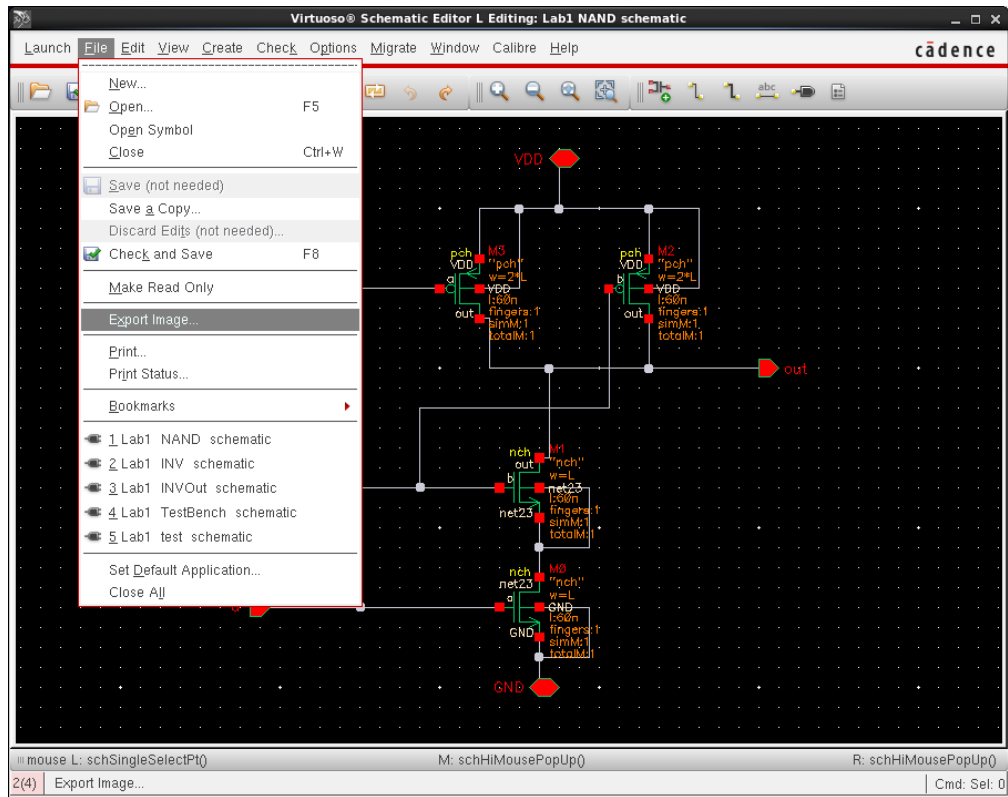 Virtuoso® Schematic Editor L Editing: Lab1 NAND schematic
Launch File Edit View Create Check Options Migrate Window Calibre Help
cādence
abc
New...
Open... F5
Open Symbol
Close Ctrl+W
Save (not needed)
Save a Copy...
Discard Edits (not needed)...
Check and Save F8
Make Read Only
Export Image...
Print...
Print Status...
Bookmarks
1 Lab1 NAND schematic
2 Lab1 INV schematic
3 Lab1 INVOut schematic
4 Lab1 TestBench schematic
5 Lab1 test schematic
Set Default Application...
Close All
VDD
pch M3
VDD "pch"
a w=2*L
VDD
l:60n
out fingers:1
simM:1
totalM:1
pch M2
VDD "pch"
b w=2*L
VDD
l:60n
out fingers:1
simM:1
totalM:1
out
nch M1
out "nch"
b w=L
net23
l:60n
net23 fingers:1
simM:1
totalM:1
nch M0
net23 "nch"
a w=L
GND
l:60n
GND fingers:1
simM:1
totalM:1
GND
mouse L: schSingleSelectPt() M: schHiMousePopUp() R: schHiMousePopUp()
2(4) Export Image... Cmd: Sel: 0